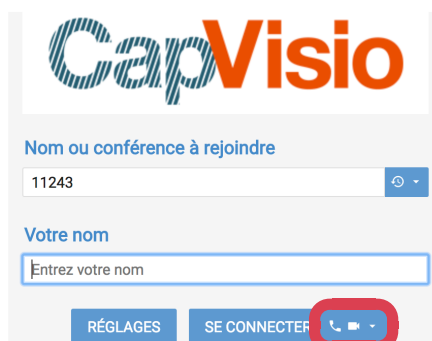 CapVisio
Nom ou conférence à rejoindre
11243
Votre nom
Entrez votre nom
RÉGLAGES SE CONNECTER